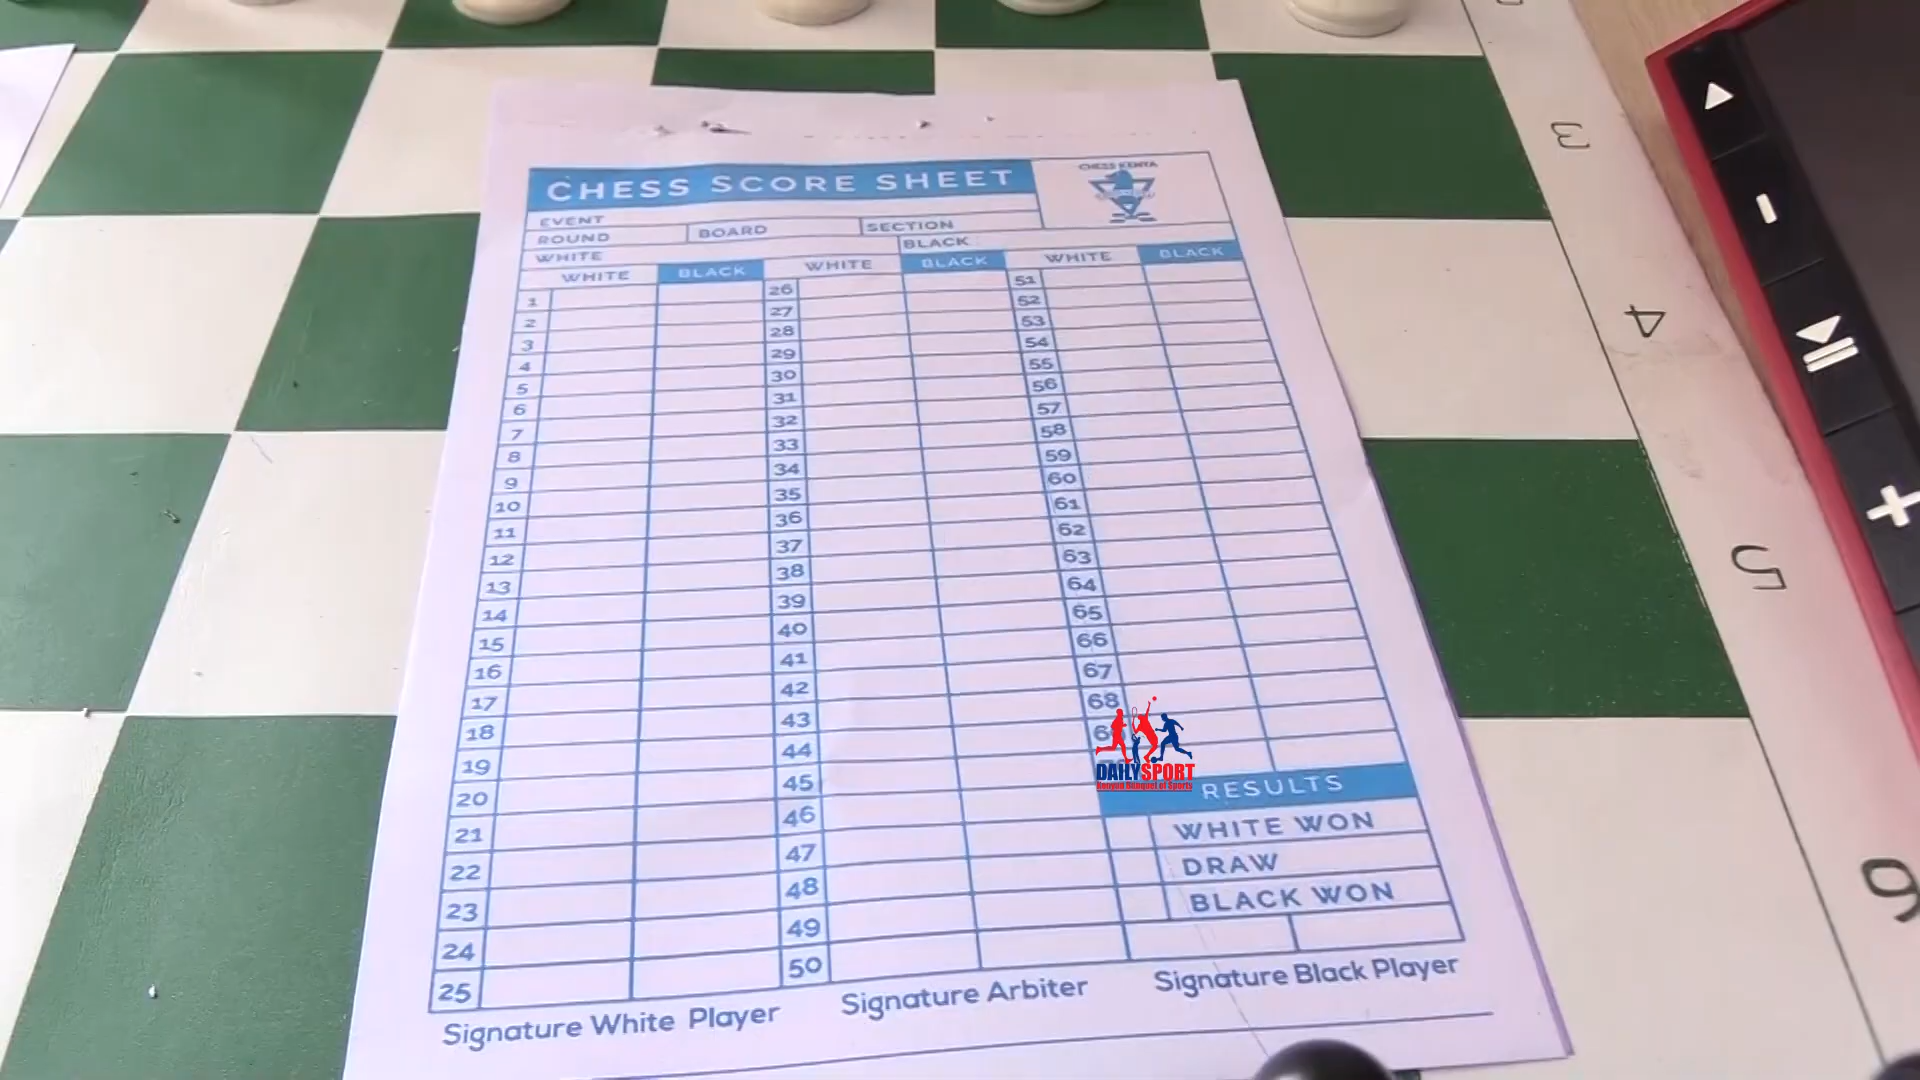 CHESS SCORE SHEET
CHESS KENYA
EVENT
ROUND BOARD SECTION
WHITE BLACK
WHITE BLACK WHITE BLACK WHITE BLACK
1 26 51
2 27 52
3 28 53
4 29 54
5 30 55
6 31 56
7 32 57
8 33 58
9 34 59
10 35 60
11 36 61
12 37 62
13 38 63
14 39 64
15 40 65
16 41 66
17 42 67
18 43 68
19 44
20 45
21 46
22 47
23 48
24 49
25 50
RESULTS
WHITE WON
DRAW
BLACK WON
Signature White Player Signature Arbiter Signature Black Player
DAILYSPORT
Kenyan Banquet of Sports
3
4
5
6